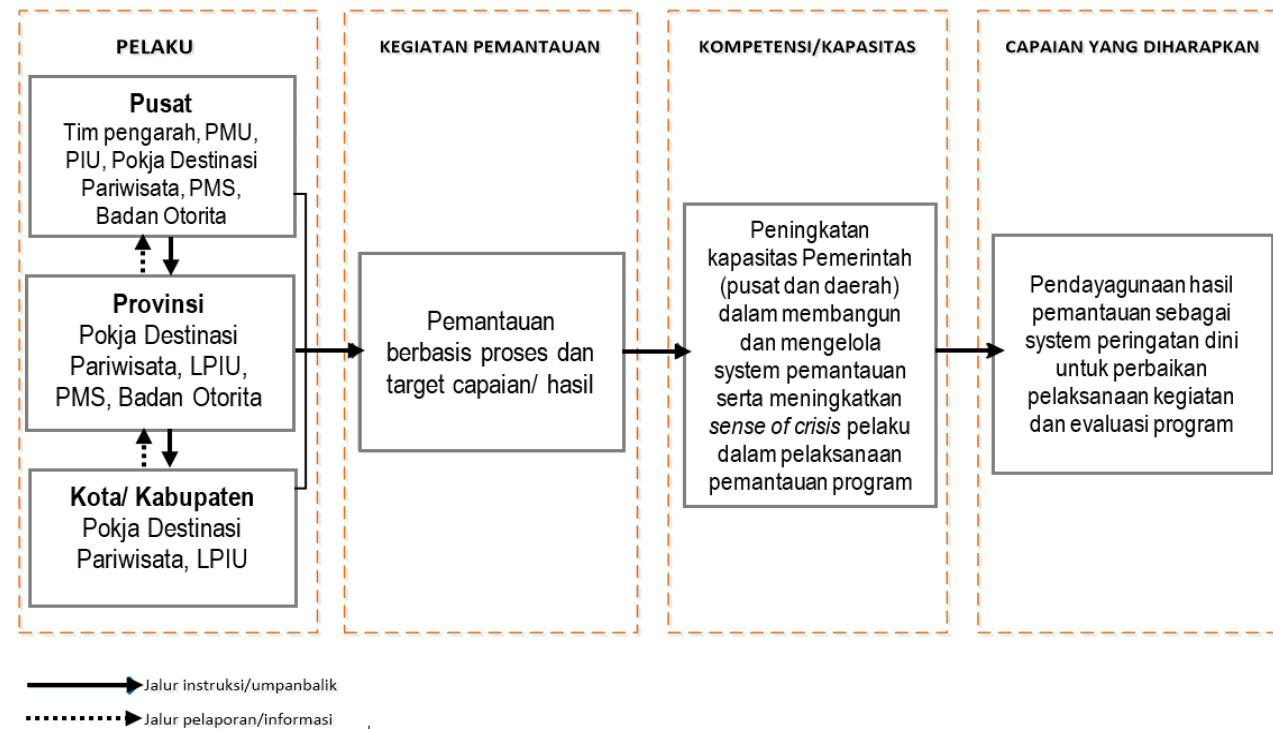 PELAKU
Pusat
Tim pengarah, PMU,
PIU, Pokja Destinasi
Pariwisata, PMS,
Badan Otorita
Provinsi
Pokja Destinasi
Pariwisata, LPIU,
PMS, Badan Otorita
Kota/ Kabupaten
Pokja Destinasi
Pariwisata, LPIU
KEGIATAN PEMANTAUAN
Pemantauan
berbasis proses dan
target capaian/ hasil
KOMPETENSI/KAPASITAS
Peningkatan
kapasitas Pemerintah
(pusat dan daerah)
dalam membangun
dan mengelola
system pemantauan
serta meningkatkan
sense of crisis pelaku
dalam pelaksanaan
pemantauan program
CAPAIAN YANG DIHARAPKAN
Pendayagunaan hasil
pemantauan sebagai
system peringatan dini
untuk perbaikan
pelaksanaan kegiatan
dan evaluasi program
Jalur instruksi/umpanbalik
Jalur pelaporan/informasi